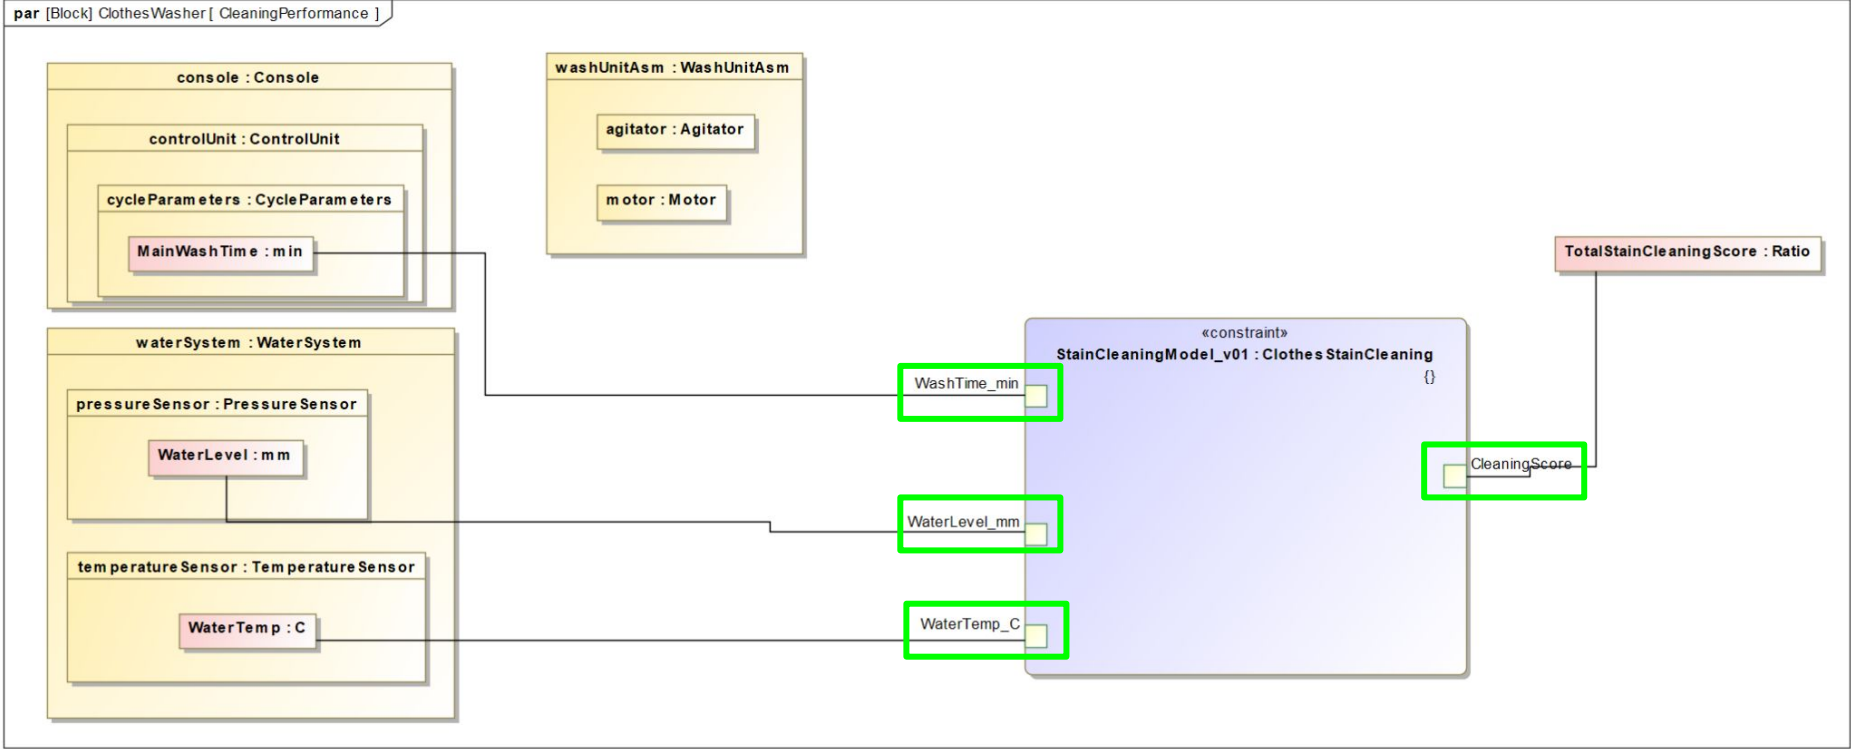 par [Block] ClothesWasher [ CleaningPerformance ]
console : Console
controlUnit : ControlUnit
cycleParameters : CycleParameters
MainWashTime : min
washUnitAsm : WashUnitAsm
agitator : Agitator
motor : Motor
TotalStainCleaningScore : Ratio
waterSystem : WaterSystem
pressureSensor : PressureSensor
WaterLevel : mm
temperatureSensor : TemperatureSensor
WaterTemp : C
«constraint»
StainCleaningModel_v01 : ClothesStainCleaning
{}
WashTime_min
WaterLevel_mm
WaterTemp_C
CleaningScore